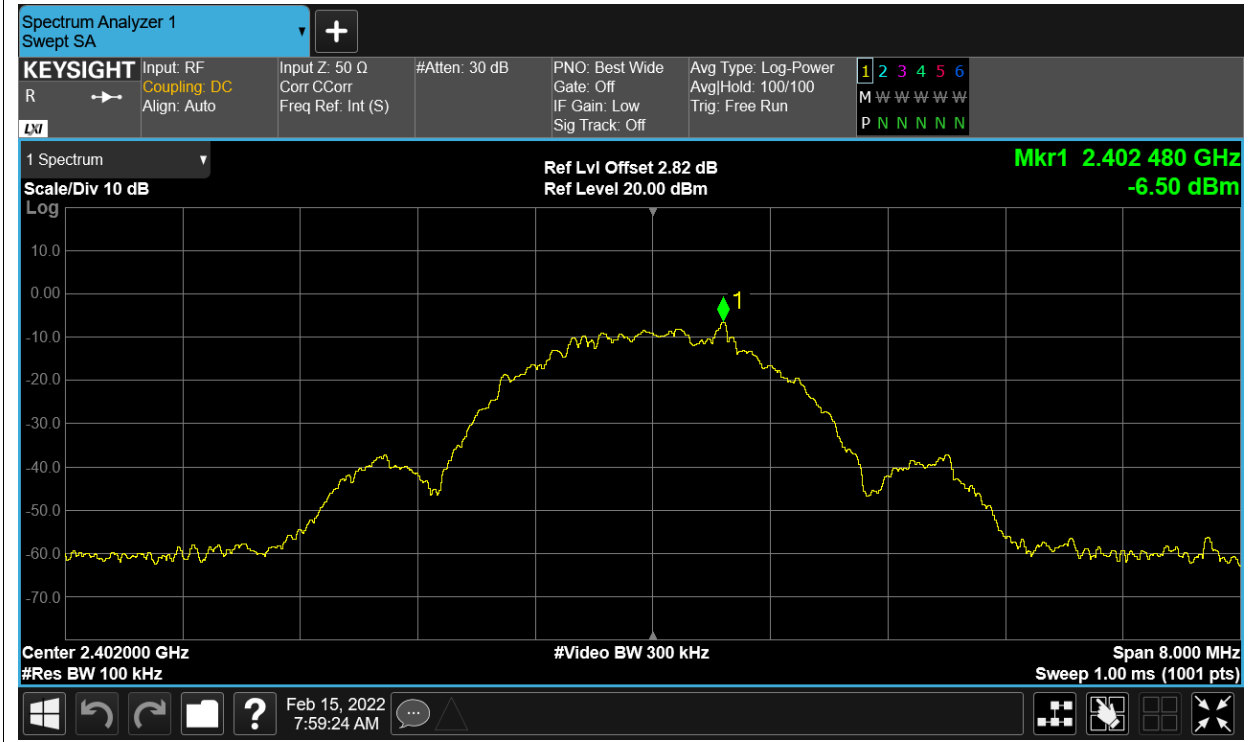 Spectrum Analyzer 1
Swept SA
KEYSIGHT
R
LXI
Input: RF
Coupling: DC
Align: Auto
Input Z: 50 Ω
Corr CCorr
Freq Ref: Int (S)
#Atten: 30 dB
PNO: Best Wide
Gate: Off
IF Gain: Low
Sig Track: Off
Avg Type: Log-Power
Avg|Hold: 100/100
Trig: Free Run
1 2 3 4 5 6
M W W W W W
P N N N N N
1 Spectrum
Scale/Div 10 dB
Log
Ref Lvl Offset 2.82 dB
Ref Level 20.00 dBm
Mkr1 2.402 480 GHz
-6.50 dBm
1
10.0
0.00
-10.0
-20.0
-30.0
-40.0
-50.0
-60.0
-70.0
Center 2.402000 GHz
#Res BW 100 kHz
#Video BW 300 kHz
Span 8.000 MHz
Sweep 1.00 ms (1001 pts)
?
Feb 15, 2022
7:59:24 AM